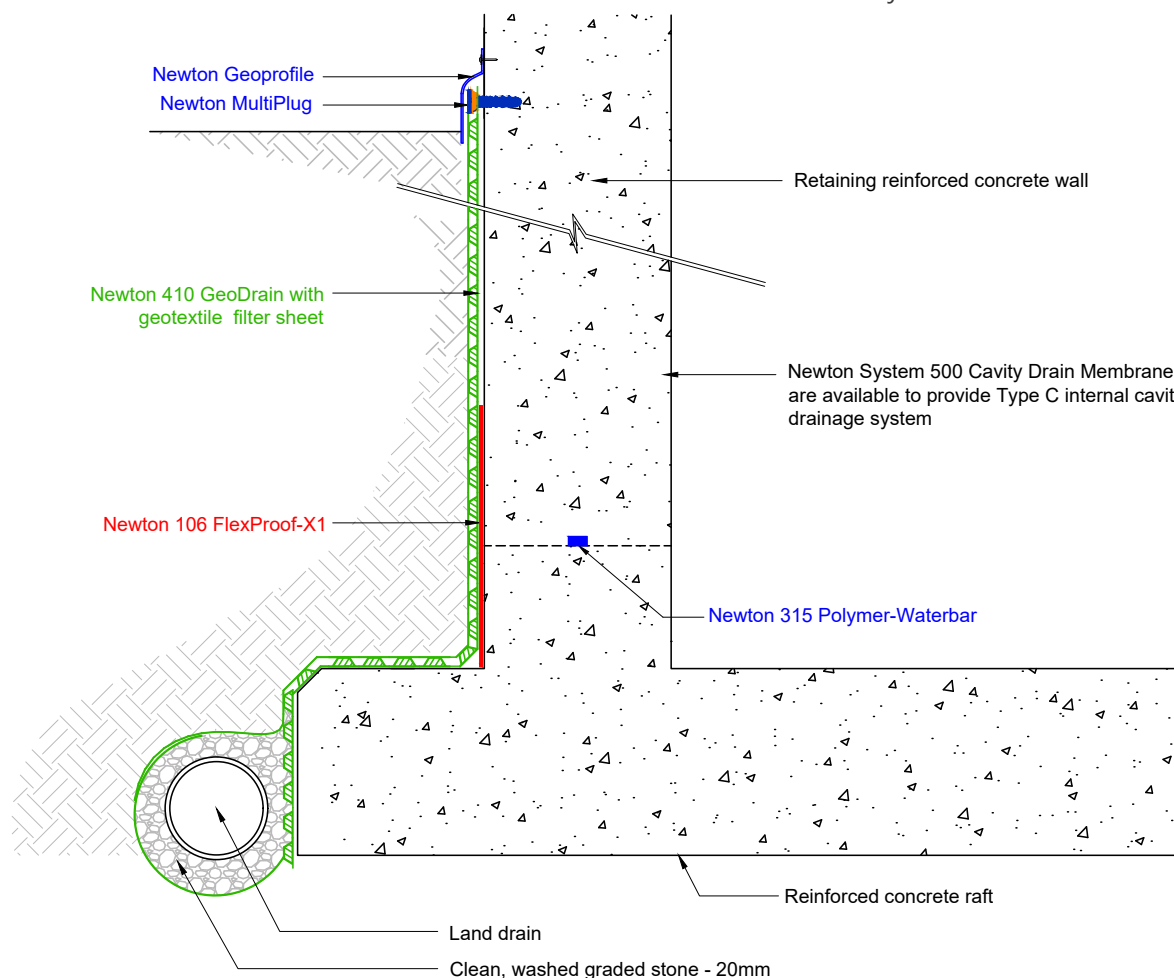 Newton Geoprofile
Newton MultiPlug
Retaining reinforced concrete wall
Newton 410 GeoDrain with
geotextile filter sheet
Newton System 500 Cavity Drain Membrane
are available to provide Type C internal cavit
drainage system
Newton 106 FlexProof-X1
Newton 315 Polymer-Waterbar
Reinforced concrete raft
Land drain
Clean, washed graded stone - 20mm